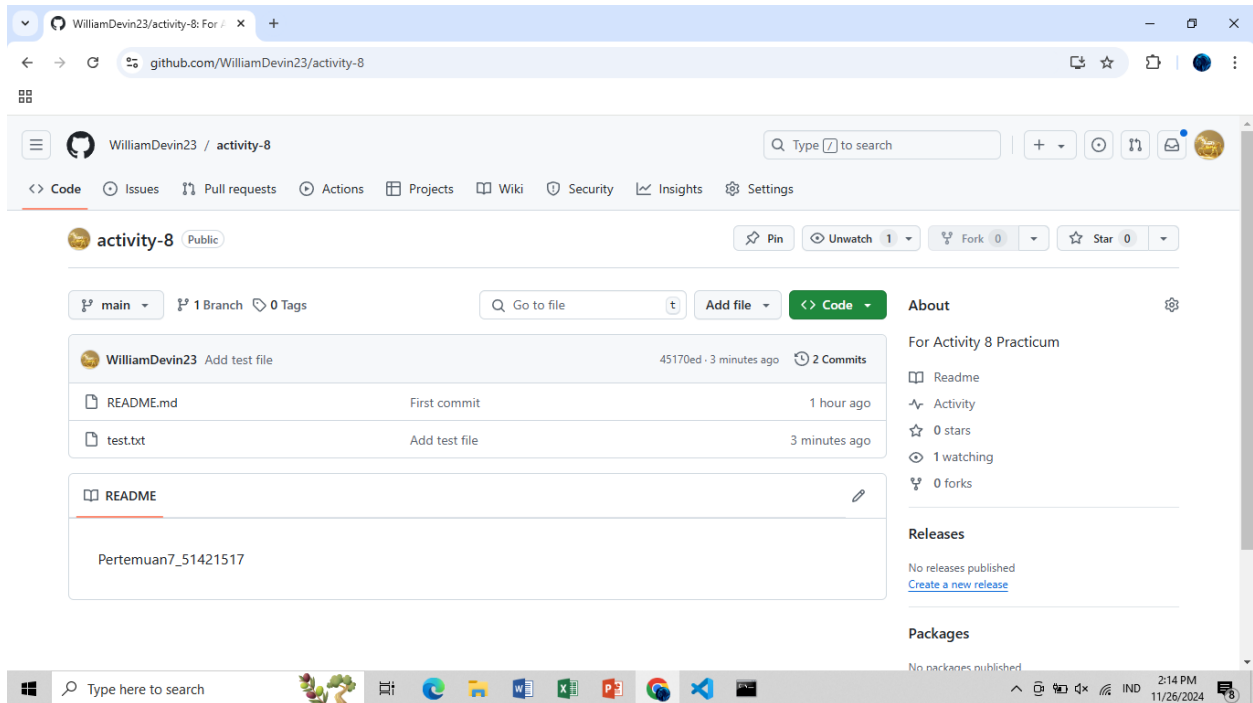 WilliamDevin23/activity-8: For A
github.com/WilliamDevin23/activity-8
WilliamDevin23 / activity-8
Type / to search
Code Issues Pull requests Actions Projects Wiki Security Insights Settings
activity-8 Public
Pin Unwatch 1 Fork 0 Star 0
main 1 Branch 0 Tags
Go to file t Add file Code
WilliamDevin23 Add test file 45170ed · 3 minutes ago 2 Commits
README.md First commit 1 hour ago
test.txt Add test file 3 minutes ago
README
Pertemuan7_51421517
About
For Activity 8 Practicum
Readme
Activity
0 stars
1 watching
0 forks
Releases
No releases published
Create a new release
Packages
No packages published
Type here to search
IND
2:14 PM
11/26/2024
8